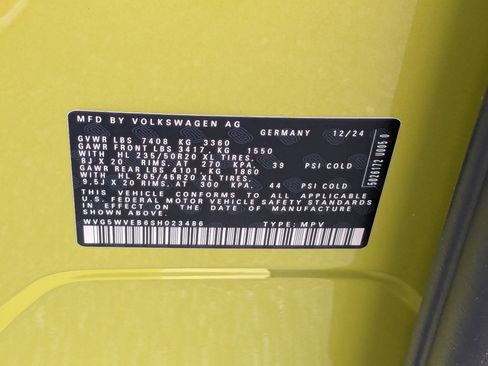 MFD BY VOLKSWAGEN AG
GERMANY 12/24
GVWR LBS 7408 KG 3360
GAWR FRONT LBS 3417 KG 1550
WITH HL 235/50R20 XL TIRES,
8J X 20 RIMS, AT 270 KPA, 39 PSI COLD
GAWR REAR LBS 4101 KG 1860
WITH HL 265/45R20 XL TIRES,
9,5J X 20 RIMS, AT 300 KPA, 44 PSI COLD
THIS VEHICLE CONFORMS TO ALL APPLICABLE
U.S. FEDERAL MOTOR VEHICLE SAFETY STANDARDS
IN EFFECT ON THE DATE OF MANUFACTURE
SHOWN ABOVE.
WVG5WVEB6SH023486 TYPE: MPV